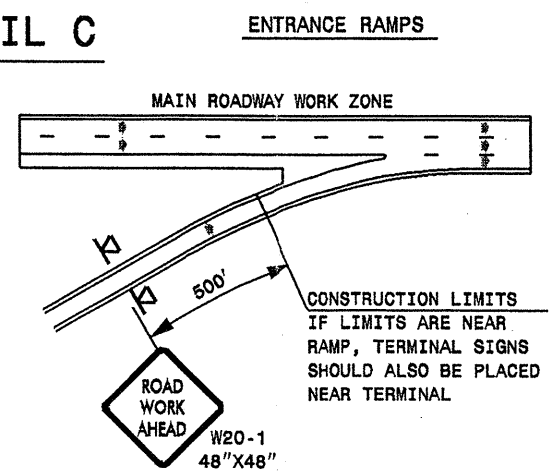 IL C
ENTRANCE RAMPS
MAIN ROADWAY WORK ZONE
500'
CONSTRUCTION LIMITS
IF LIMITS ARE NEAR
RAMP, TERMINAL SIGNS
SHOULD ALSO BE PLACED
NEAR TERMINAL
ROAD
WORK
AHEAD
W20-1
48"X48"